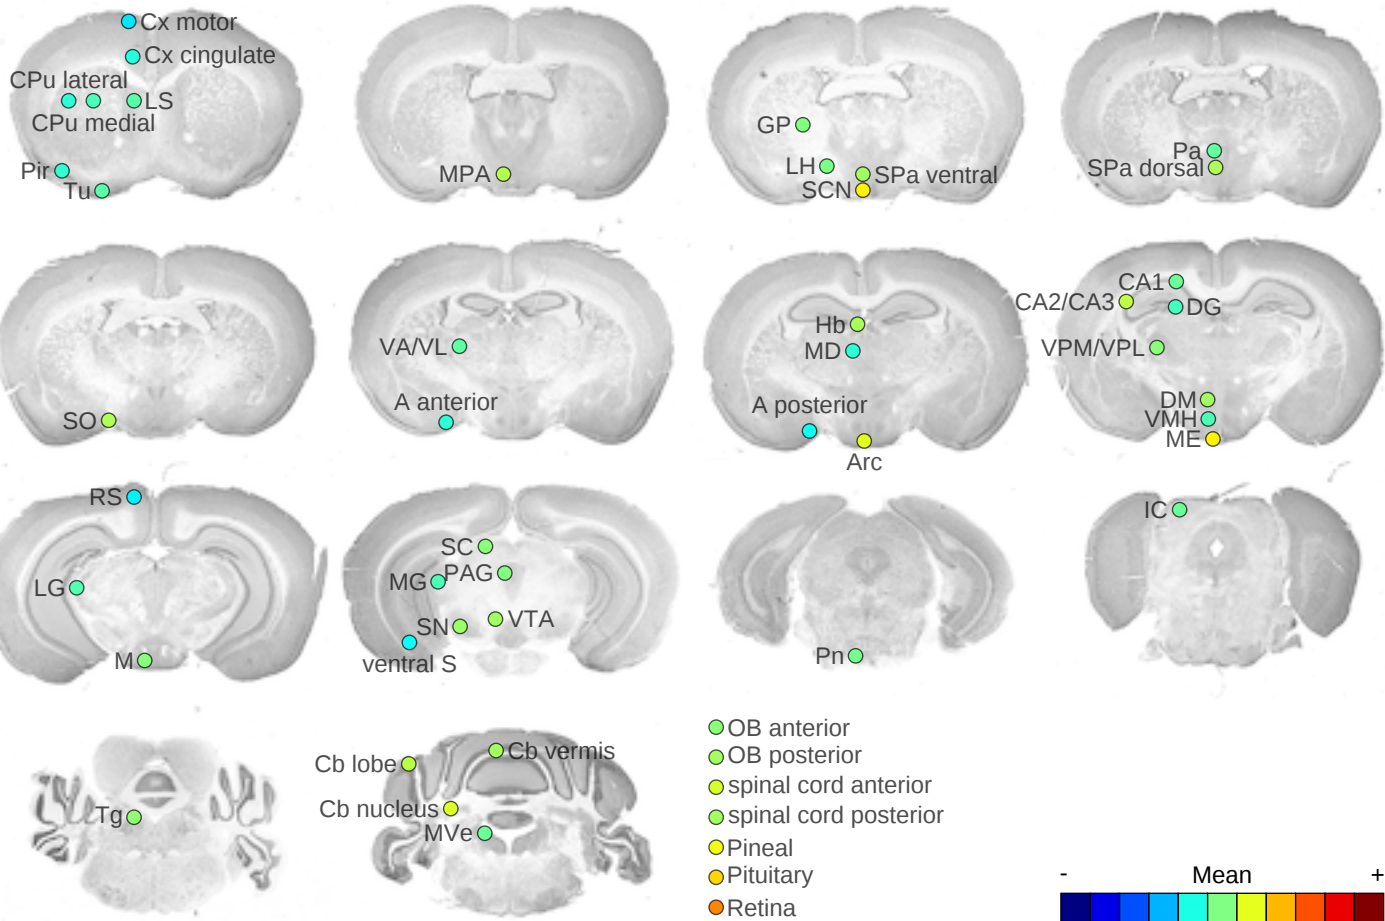 Cx motor
Cx cingulate
CPu lateral
LS
CPu medial
Pir
Tu
MPA
GP
LH
SPa ventral
SCN
Pa
SPa dorsal
SO
VA/VL
A anterior
Hb
MD
A posterior
Arc
CA1
CA2/CA3
DG
VPM/VPL
DM
VMH
ME
RS
LG
M
SC
PAG
MG
VTA
SN
ventral S
Pn
IC
Tg
Cb vermis
Cb lobe
Cb nucleus
MVe
OB anterior
OB posterior
spinal cord anterior
spinal cord posterior
Pineal
Pituitary
Retina
- Mean +